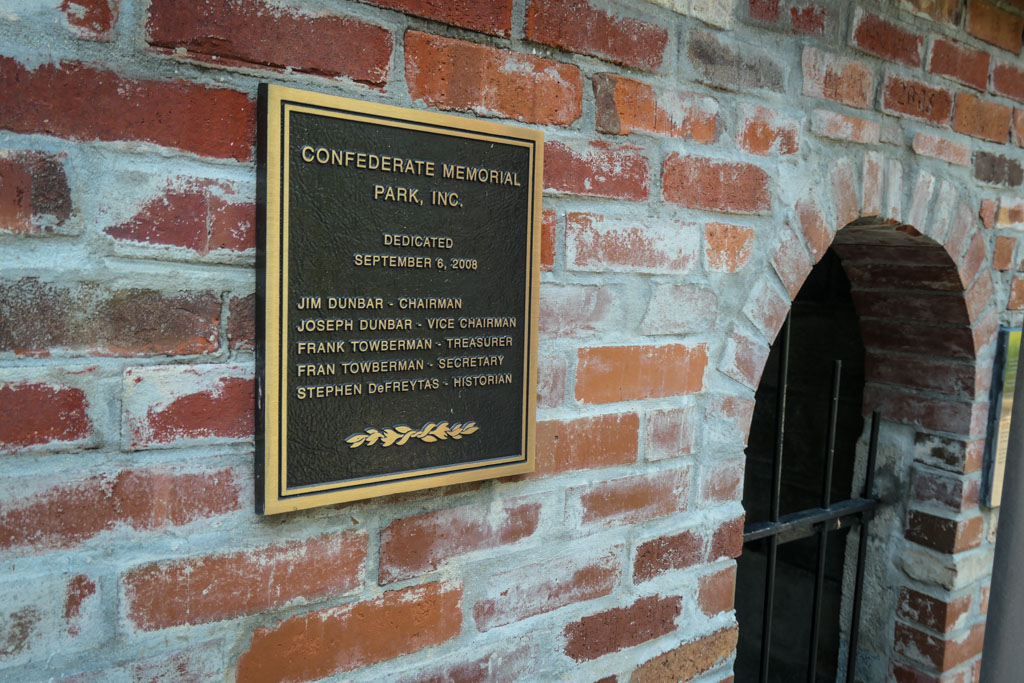 CONFEDERATE MEMORIAL
PARK, INC.
DEDICATED
SEPTEMBER 6, 2008
JIM DUNBAR - CHAIRMAN
JOSEPH DUNBAR - VICE CHAIRMAN
FRANK TOWBERMAN - TREASURER
FRAN TOWBERMAN - SECRETARY
STEPHEN DeFREYTAS - HISTORIAN